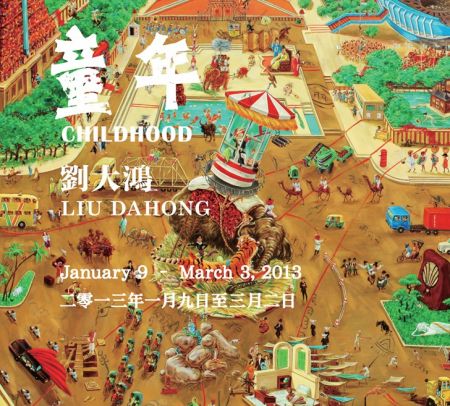 童年
CHILDHOOD
劉大鴻
LIU DAHONG
January 9 - March 3, 2013
二零一三年一月九日至三月三日